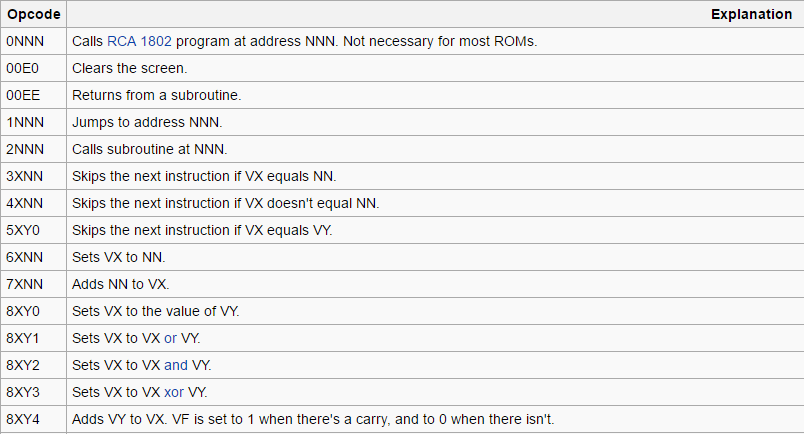 Opcode Explanation
0NNN Calls RCA 1802 program at address NNN. Not necessary for most ROMs.
00E0 Clears the screen.
00EE Returns from a subroutine.
1NNN Jumps to address NNN.
2NNN Calls subroutine at NNN.
3XNN Skips the next instruction if VX equals NN.
4XNN Skips the next instruction if VX doesn't equal NN.
5XY0 Skips the next instruction if VX equals VY.
6XNN Sets VX to NN.
7XNN Adds NN to VX.
8XY0 Sets VX to the value of VY.
8XY1 Sets VX to VX or VY.
8XY2 Sets VX to VX and VY.
8XY3 Sets VX to VX xor VY.
8XY4 Adds VY to VX. VF is set to 1 when there's a carry, and to 0 when there isn't.